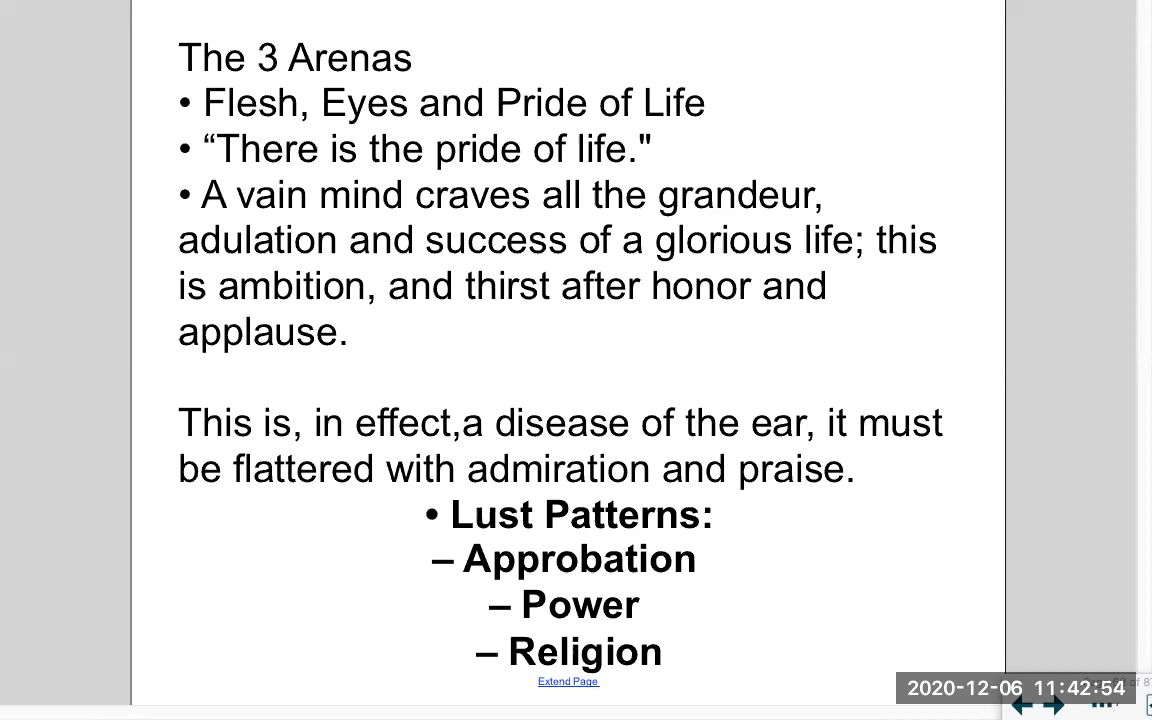 The 3 Arenas
• Flesh, Eyes and Pride of Life
• “There is the pride of life."
• A vain mind craves all the grandeur,
adulation and success of a glorious life; this
is ambition, and thirst after honor and
applause.
This is, in effect,a disease of the ear, it must
be flattered with admiration and praise.
• Lust Patterns:
– Approbation
– Power
– Religion
Extend Page
2020-12-06 11:42:54